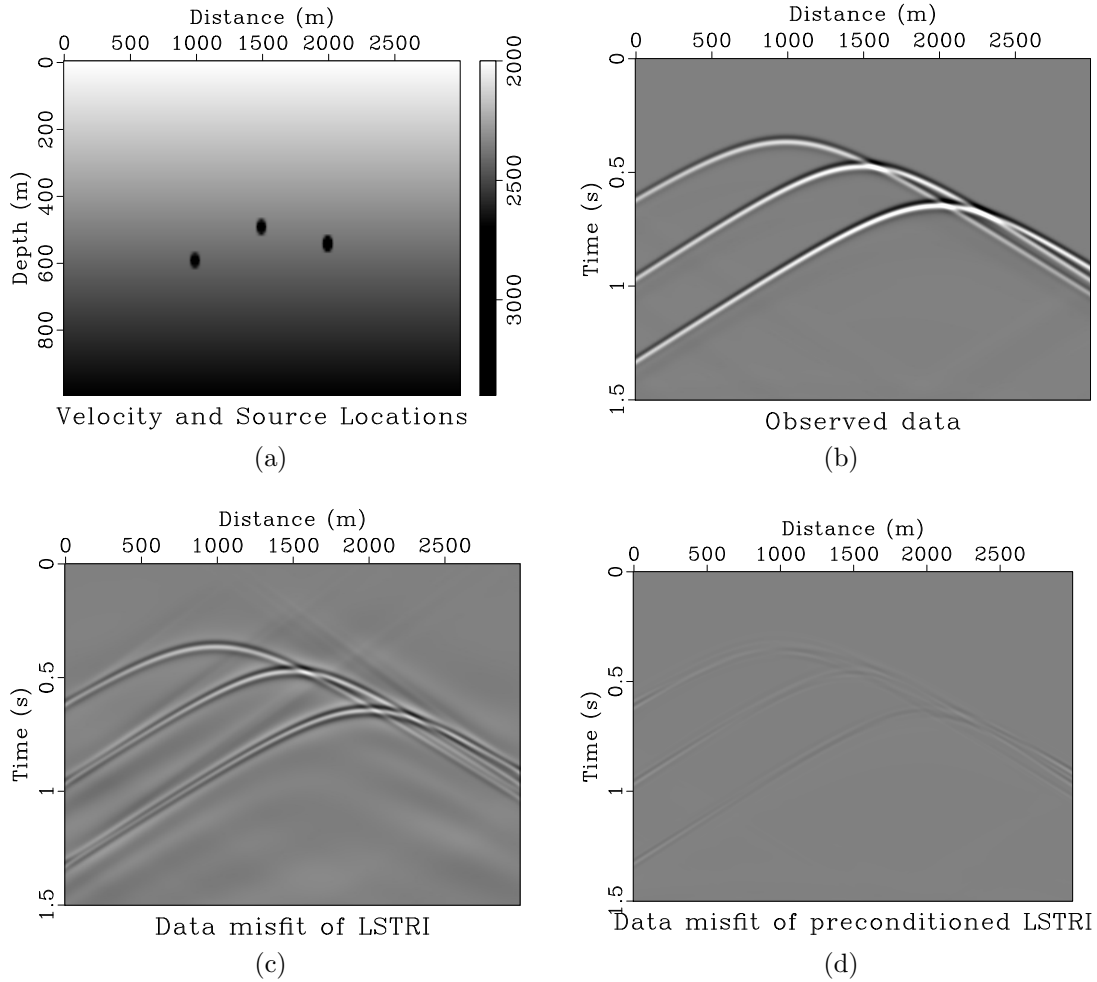 Distance (m)
0 500 1000 1500 2000 2500
Depth (m)
0 200 400 600 800
2000 2500 3000
Velocity and Source Locations
(a)
Distance (m)
0 500 1000 1500 2000 2500
Time (s)
0 0.5 1 1.5
Observed data
(b)
Distance (m)
0 500 1000 1500 2000 2500
Time (s)
0 0.5 1 1.5
Data misfit of LSTRI
(c)
Distance (m)
0 500 1000 1500 2000 2500
Time (s)
0 0.5 1 1.5
Data misfit of preconditioned LSTRI
(d)